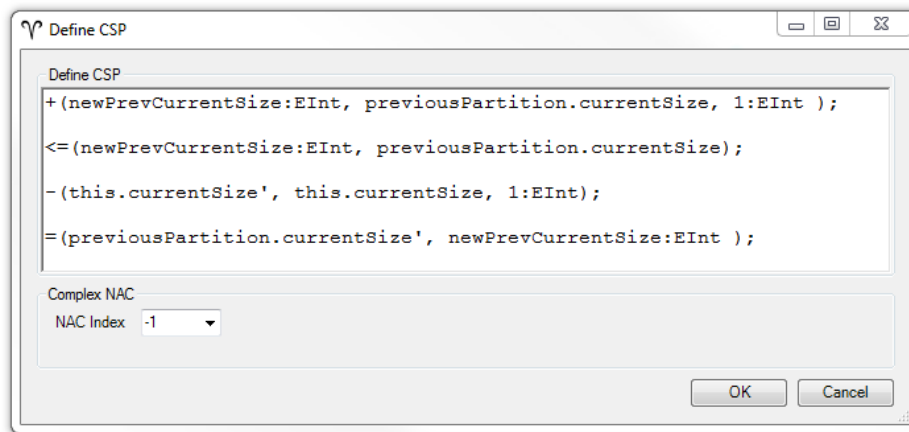 Define CSP
Define CSP
+(newPrevCurrentSize:EInt, previousPartition.currentSize, 1:EInt );
<=(newPrevCurrentSize:EInt, previousPartition.currentSize);
-(this.currentSize', this.currentSize, 1:EInt);
=(previousPartition.currentSize', newPrevCurrentSize:EInt );
Complex NAC
NAC Index -1
OK Cancel